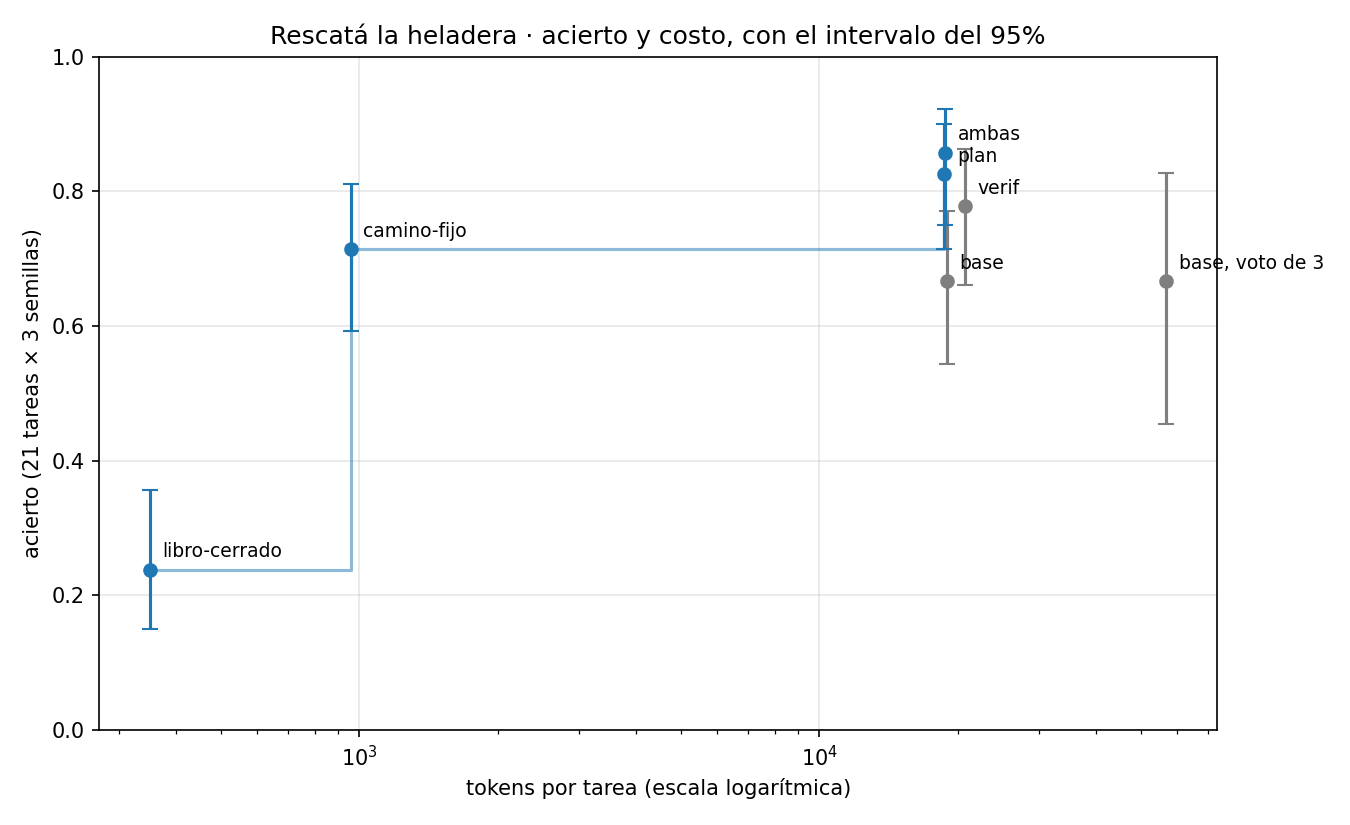 Rescatá la heladera · acierto y costo, con el intervalo del 95%
acierto (21 tareas × 3 semillas)
1.0
0.8
0.6
0.4
0.2
0.0
ambas
plan
verif
camino-fijo
base
base, voto de 3
libro-cerrado
10³
10⁴
tokens por tarea (escala logarítmica)